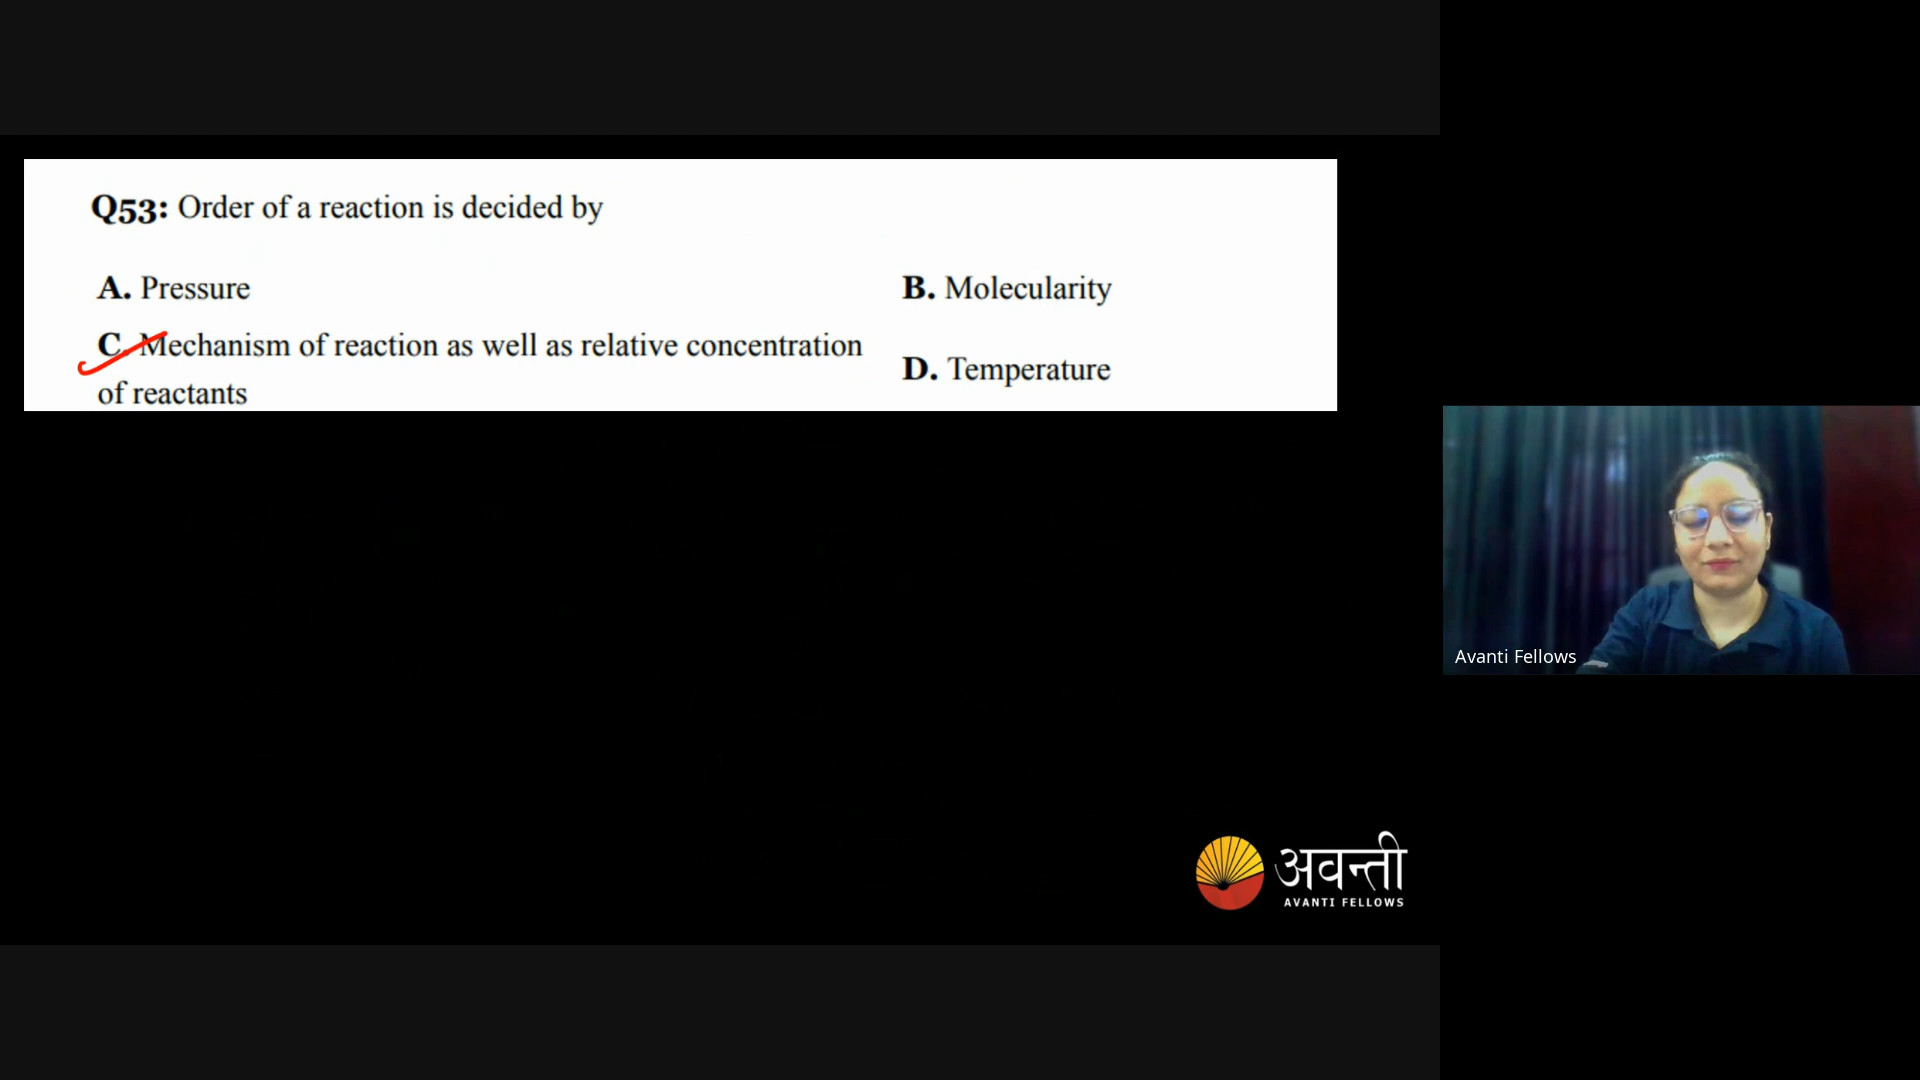 Q53: Order of a reaction is decided by
A. Pressure
B. Molecularity
C. Mechanism of reaction as well as relative concentration
of reactants
D. Temperature
Avanti Fellows
अवन्ती
AVANTI FELLOWS